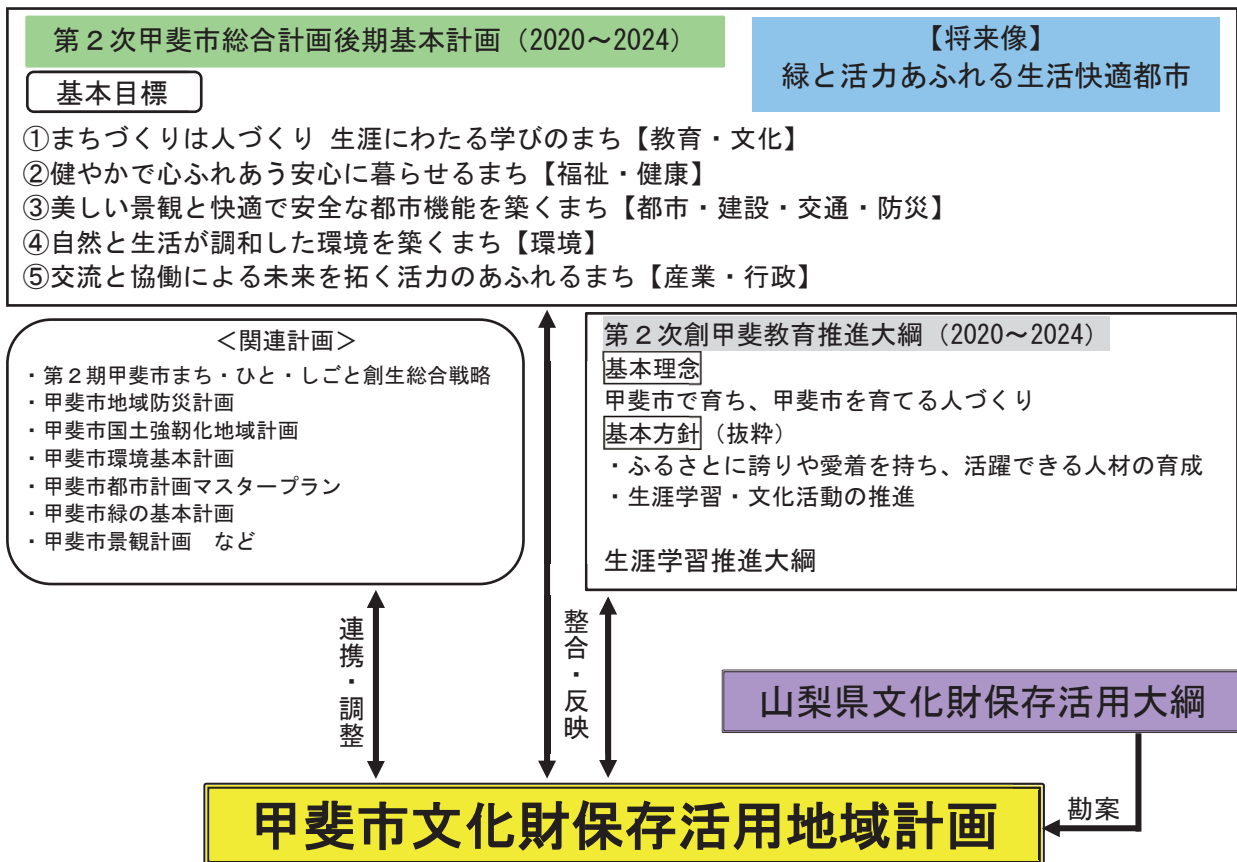 第2次甲斐市総合計画後期基本計画（2020～2024）
【将来像】
緑と活力あふれる生活快適都市
基本目標
①まちづくりは人づくり 生涯にわたる学びのまち【教育・文化】
②健やかで心ふれあう安心に暮らせるまち【福祉・健康】
③美しい景観と快適で安全な都市機能を築くまち【都市・建設・交通・防災】
④自然と生活が調和した環境を築くまち【環境】
⑤交流と協働による未来を拓く活力のあふれるまち【産業・行政】
＜関連計画＞
・第2期甲斐市まち・ひと・しごと創生総合戦略
・甲斐市地域防災計画
・甲斐市国土強靭化地域計画
・甲斐市環境基本計画
・甲斐市都市計画マスタープラン
・甲斐市緑の基本計画
・甲斐市景観計画　など
第2次創甲斐教育推進大綱（2020～2024）
基本理念
甲斐市で育ち、甲斐市を育てる人づくり
基本方針（抜粋）
・ふるさとに誇りや愛着を持ち、活躍できる人材の育成
・生涯学習・文化活動の推進
生涯学習推進大綱
連携・調整
整合・反映
山梨県文化財保存活用大綱
勘案
甲斐市文化財保存活用地域計画